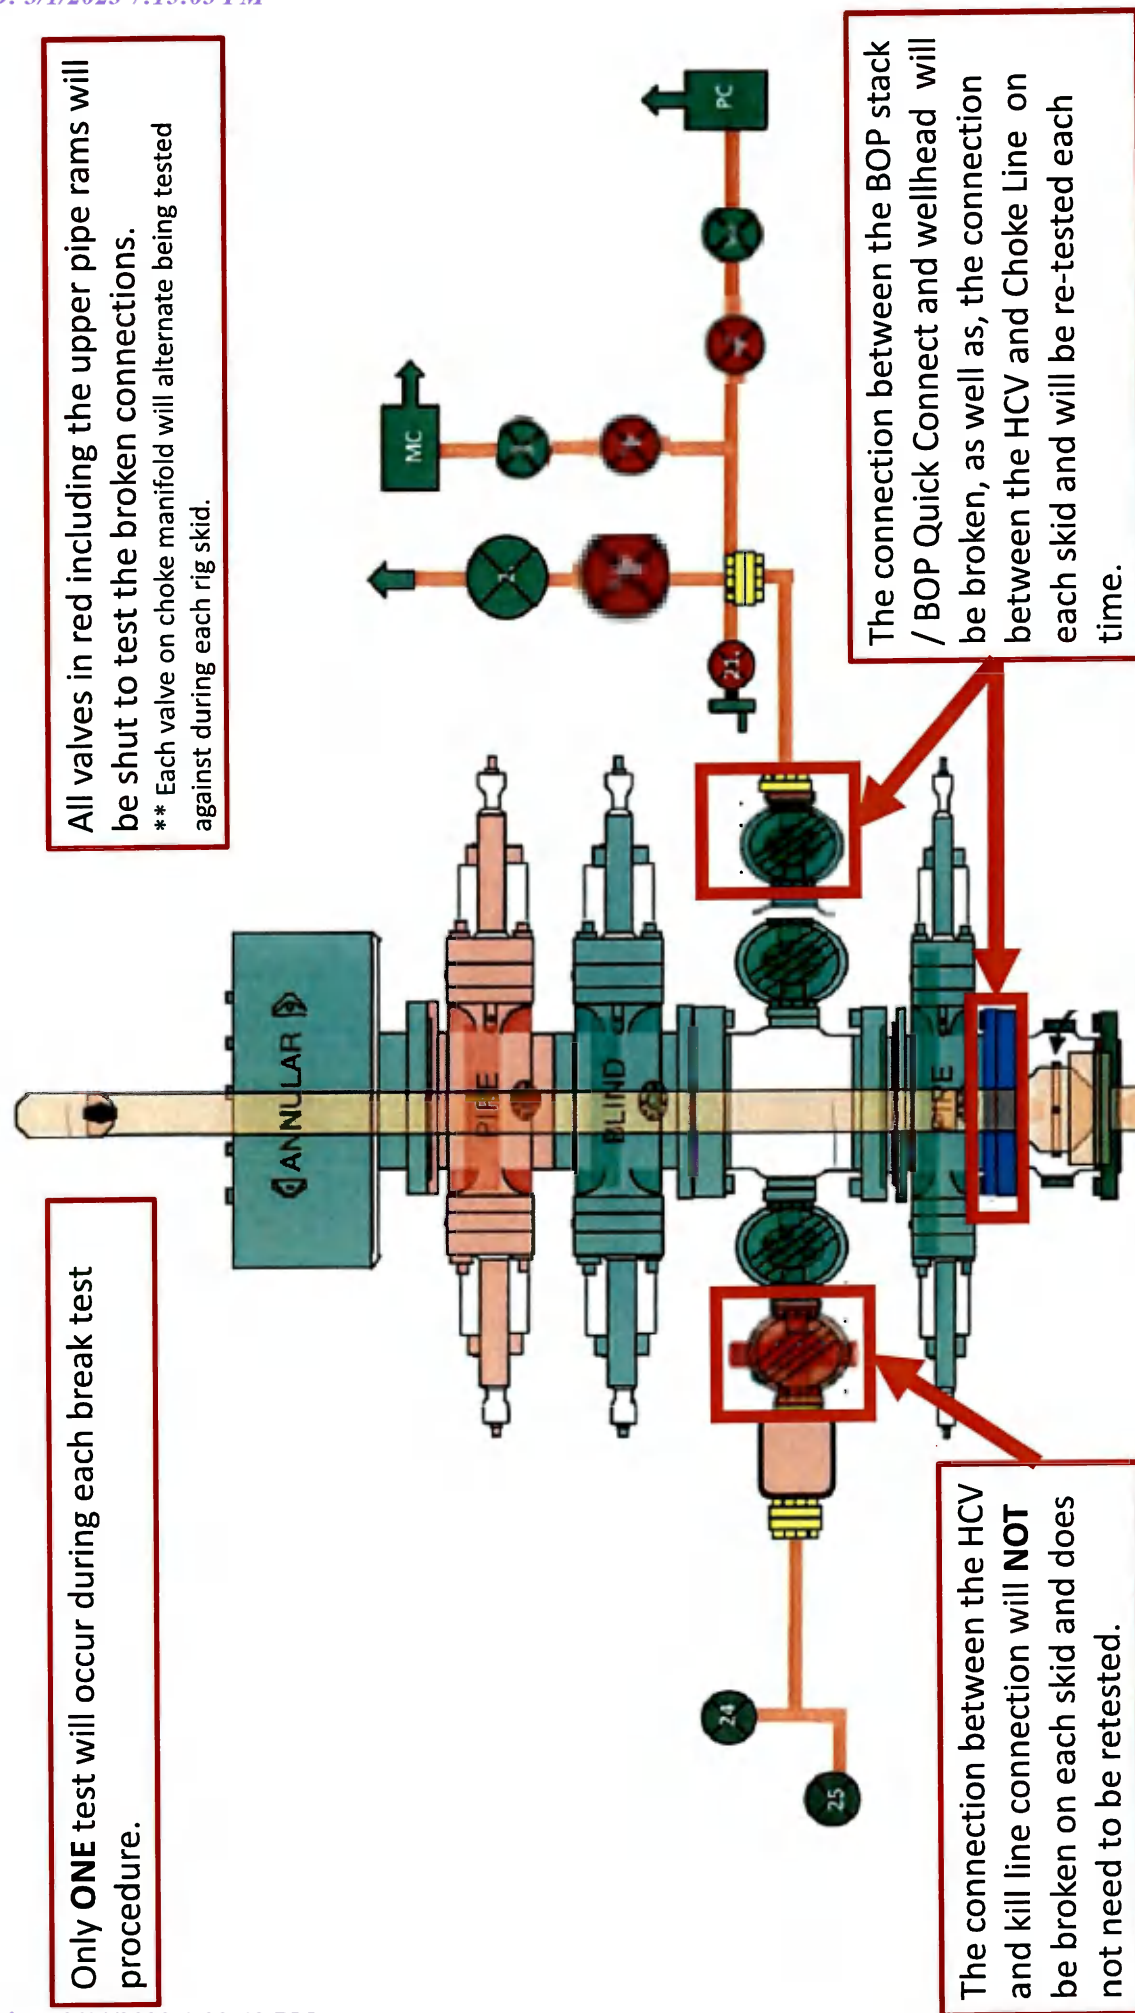 Only ONE test will occur during each break test
procedure.
All valves in red including the upper pipe rams will
be shut to test the broken connections.
** Each valve on choke manifold will alternate being tested
against during each rig skid.
ANNULAR
PIPE
BLIND
PIPE
MC
PC
2.
21.
24
25
The connection between the HCV
and kill line connection will NOT
be broken on each skid and does
not need to be retested.
The connection between the BOP stack
/ BOP Quick Connect and wellhead will
be broken, as well as, the connection
between the HCV and Choke Line on
each skid and will be re-tested each
time.